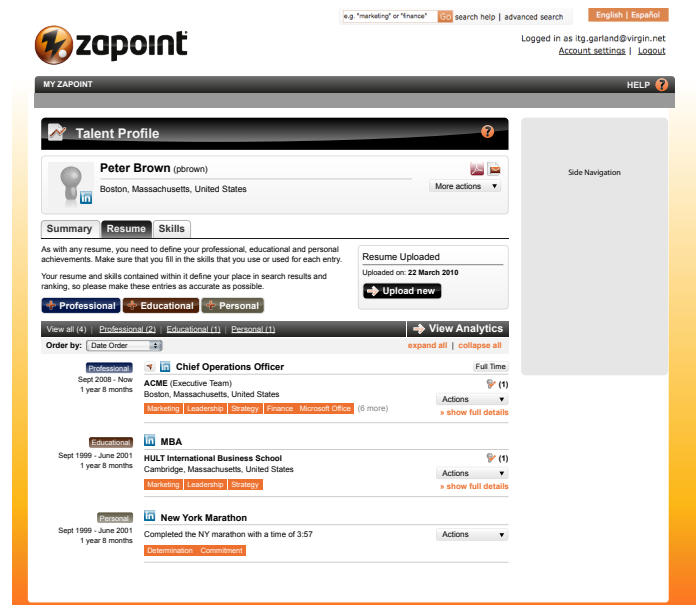 e.g. "marketing" or "finance" Go search help | advanced search English | Español
zapoint
Logged in as itg.garland@virgin.net
Account settings | Logout
MY ZAPOINT HELP ?
Talent Profile ?
Peter Brown (pbrown)
Boston, Massachusetts, United States
More actions
in
Side Navigation
Summary Resume Skills
As with any resume, you need to define your professional, educational and personal
achievements. Make sure that you fill in the skills that you use or used for each entry.
Your resume and skills contained within it define your place in search results and
ranking, so please make these entries as accurate as possible.
Professional Educational Personal
Resume Uploaded
Uploaded on: 22 March 2010
Upload new
View all (4) | Professional (2) | Educational (1) | Personal (1) View Analytics
Order by: Date Order expand all | collapse all
Professional
Sept 2008 - Now
1 year 8 months
in Chief Operations Officer Full Time
ACME (Executive Team) (1)
Boston, Massachusetts, United States Actions
Marketing Leadership Strategy Finance Microsoft Office (6 more)
» show full details
Educational
Sept 1999 - June 2001
1 year 8 months
in MBA
HULT International Business School (1)
Cambridge, Massachusetts, United States Actions
Marketing Leadership Strategy
» show full details
Personal
Sept 1999 - June 2001
1 year 8 months
in New York Marathon
Completed the NY marathon with a time of 3:57 Actions
Determination Commitment